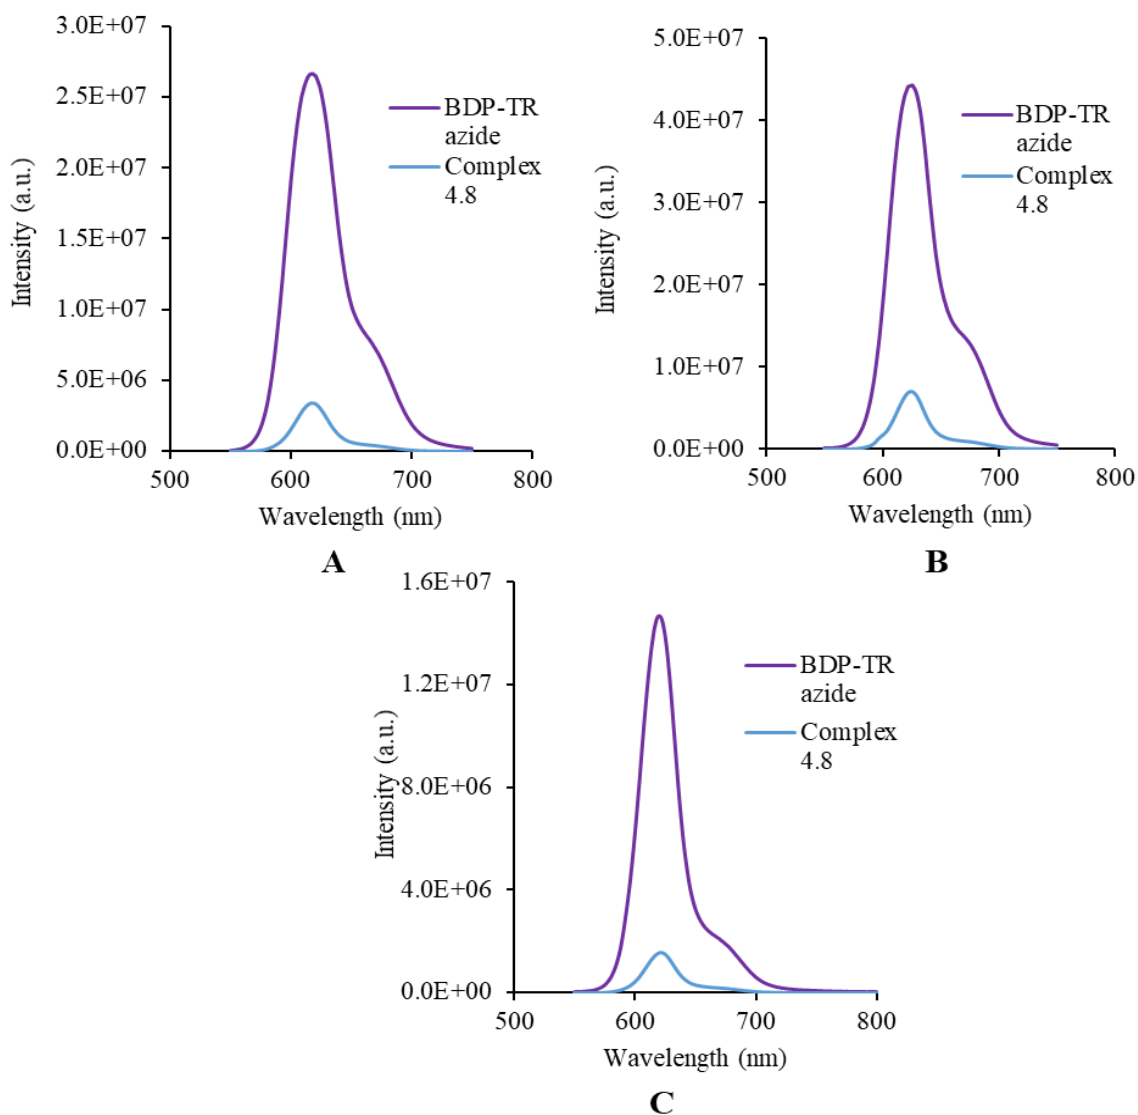 3.0E+07
2.5E+07
2.0E+07
1.5E+07
1.0E+07
5.0E+06
0.0E+00
Intensity (a.u.)
500 600 700 800
Wavelength (nm)
BDP-TR
azide
Complex
4.8
A
5.0E+07
4.0E+07
3.0E+07
2.0E+07
1.0E+07
0.0E+00
Intensity (a.u.)
500 600 700 800
Wavelength (nm)
BDP-TR
azide
Complex
4.8
B
1.6E+07
1.2E+07
8.0E+06
4.0E+06
0.0E+00
Intensity (a.u.)
500 600 700 800
Wavelength (nm)
BDP-TR
azide
Complex
4.8
C